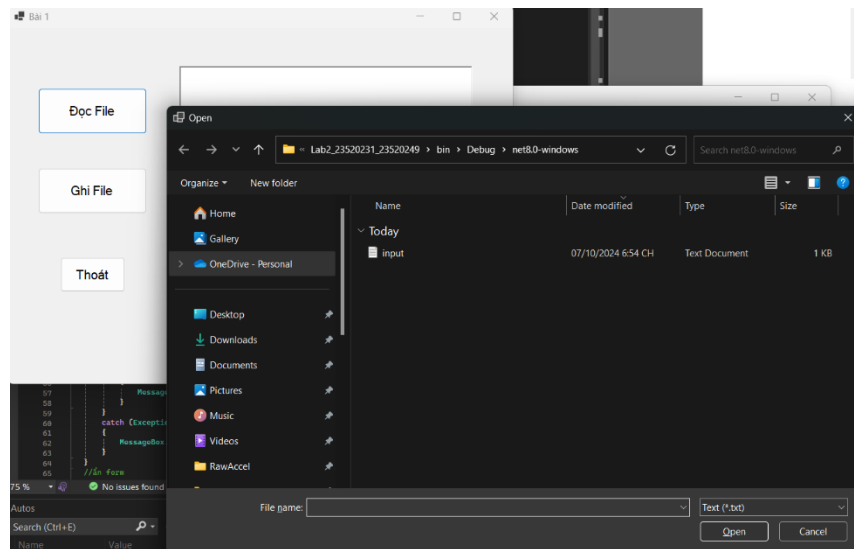 Bài 1
Đọc File
Ghi File
Thoát
Open
« Lab2_23520231_23520249 › bin › Debug › net8.0-windows
Search net8.0-windows
Organize
New folder
Name
Date modified
Type
Size
Home
Gallery
OneDrive - Personal
Desktop
Downloads
Documents
Pictures
Music
Videos
RawAccel
Today
input
07/10/2024 6:54 CH
Text Document
1 KB
File name:
Text (*.txt)
Open
Cancel
57
58
59 }
60 catch (Excepti
61 {
62 MessageBox
63 }
64 }
65 //Ẩn form
75 %
No issues found
Autos
Search (Ctrl+E)
Name
Value